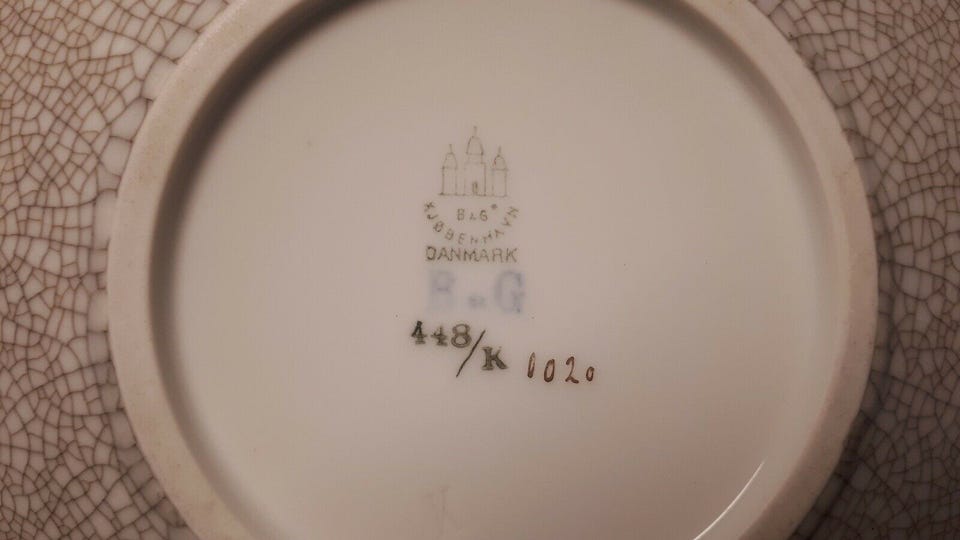 B&G
KJØBENHAVN
DANMARK
B&G
448/K 1020